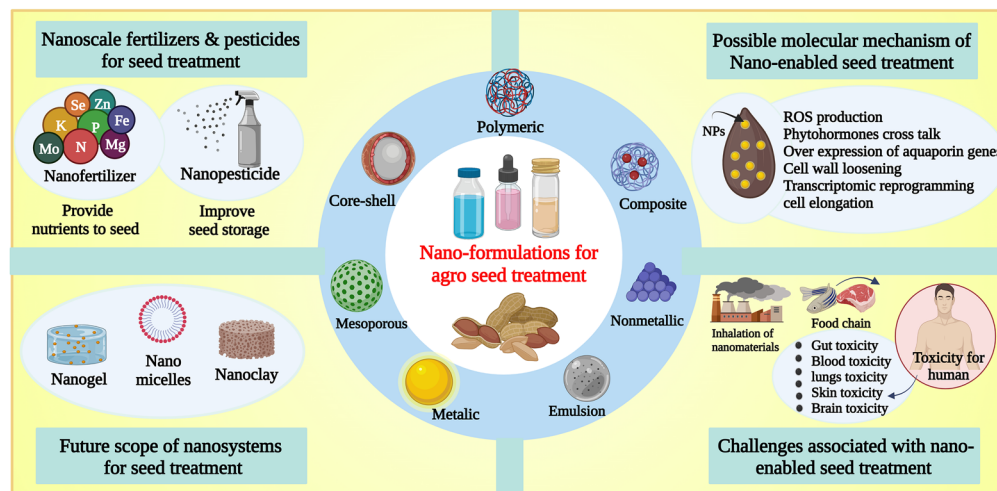 Nanoscale fertilizers & pesticides
for seed treatment
Se
Zn
K
P
Fe
Mo
N
Mg
Nanofertilizer
Nanopesticide
Provide
nutrients to seed
Improve
seed storage
Polymeric
Core-shell
Composite
Nano-formulations for
agro seed treatment
Mesoporous
Nonmetallic
Metalic
Emulsion
Possible molecular mechanism of
Nano-enabled seed treatment
NPs
ROS production
Phytohormones cross talk
Over expression of aquaporin genes
Cell wall loosening
Transcriptomic reprogramming
cell elongation
Nanogel
Nano
micelles
Nanoclay
Future scope of nanosystems
for seed treatment
Inhalation of
nanomaterials
Food chain
Toxicity for
human
Gut toxicity
Blood toxicity
lungs toxicity
Skin toxicity
Brain toxicity
Challenges associated with nano-
enabled seed treatment